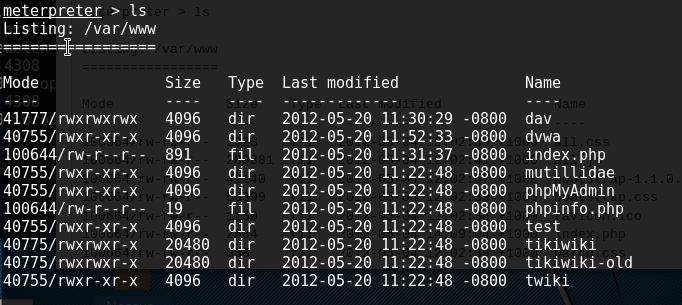 meterpreter > ls
Listing: /var/www
=================
Mode Size Type Last modified Name
---- ---- ---- ------------- ----
41777/rwxrwxrwx 4096 dir 2012-05-20 11:30:29 -0800 dav
40755/rwxr-xr-x 4096 dir 2012-05-20 11:52:33 -0800 dvwa
100644/rw-r--r-- 891 fil 2012-05-20 11:31:37 -0800 index.php
40755/rwxr-xr-x 4096 dir 2012-05-20 11:22:48 -0800 mutillidae
40755/rwxr-xr-x 4096 dir 2012-05-20 11:22:48 -0800 phpMyAdmin
100644/rw-r--r-- 19 fil 2012-05-20 11:22:48 -0800 phpinfo.php
40755/rwxr-xr-x 4096 dir 2012-05-20 11:22:48 -0800 test
40775/rwxrwxr-x 20480 dir 2012-05-20 11:22:48 -0800 tikiwiki
40775/rwxrwxr-x 20480 dir 2012-05-20 11:22:48 -0800 tikiwiki-old
40755/rwxr-xr-x 4096 dir 2012-05-20 11:22:48 -0800 twiki